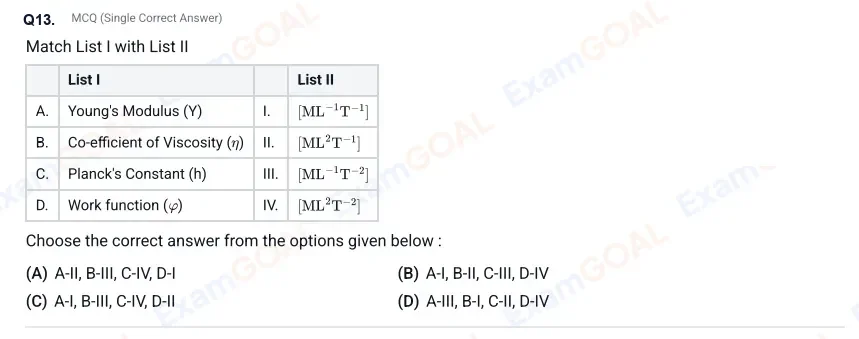 Q13. MCQ (Single Correct Answer)
Match List I with List II
List I List II
A. Young's Modulus (Y) I. [ML⁻¹T⁻¹]
B. Co-efficient of Viscosity (η) II. [ML²T⁻¹]
C. Planck's Constant (h) III. [ML⁻¹T⁻²]
D. Work function (φ) IV. [ML²T⁻²]
Choose the correct answer from the options given below :
(A) A-II, B-III, C-IV, D-I (B) A-I, B-II, C-III, D-IV
(C) A-I, B-III, C-IV, D-II (D) A-III, B-I, C-II, D-IV